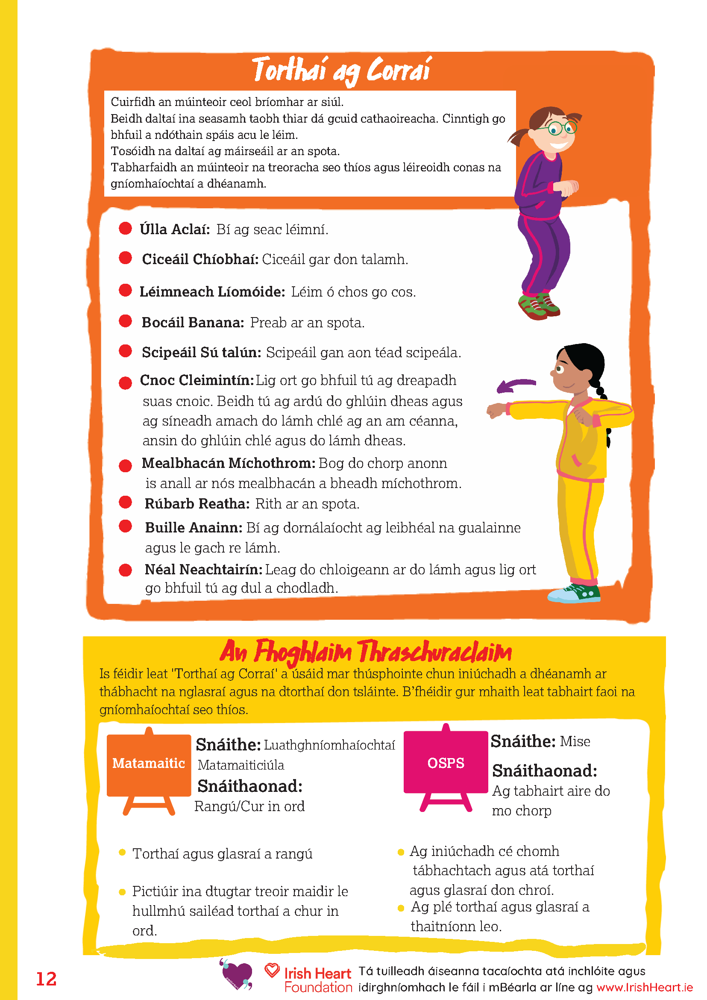 Torthaí ag Corraí
Cuirfidh an múinteoir ceol bríomhar ar siúl.
Beidh daltaí ina seasamh taobh thiar dá gcuid cathaoireacha. Cinntigh go
bhfuil a ndóthain spáis acu le léim.
Tosóidh na daltaí ag máirseáil ar an spota.
Tabharfaidh an múinteoir na treoracha seo thíos agus léireoidh conas na
gníomhaíochtaí a dhéanamh.
Úlla Aclaí: Bí ag seac léimní.
Ciceáil Chíobhaí: Ciceáil gar don talamh.
Léimneach Líomóide: Léim ó chos go cos.
Bocáil Banana: Preab ar an spota.
Scipeáil Sú talún: Scipeáil gan aon téad scipeála.
Cnoc Cleimintín: Lig ort go bhfuil tú ag dreapadh
suas cnoic. Beidh tú ag ardú do ghlúin dheas agus
ag síneadh amach do lámh chlé ag an am céanna,
ansin do ghlúin chlé agus do lámh dheas.
Mealbhacán Míchothrom: Bog do chorp anonn
is anall ar nós mealbhacán a bheadh míchothrom.
Rúbarb Reatha: Rith ar an spota.
Buille Anainn: Bí ag dornálaíocht ag leibhéal na gualainne
agus le gach re lámh.
Néal Neachtairín: Leag do chloigeann ar do lámh agus lig ort
go bhfuil tú ag dul a chodladh.
An Fhoghlaim Thraschuraclaim
Is féidir leat 'Torthaí ag Corraí' a úsáid mar thúsphointe chun iniúchadh a dhéanamh ar
thábhacht na nglasraí agus na dtorthaí don tsláinte. B’fhéidir gur mhaith leat tabhairt faoi na
gníomhaíochtaí seo thíos.
Matamaitic
Snáithe: Luathghníomhaíochtaí
Matamaiticiúla
Snáithaonad:
Rangú/Cur in ord
Torthaí agus glasraí a rangú
Pictiúir ina dtugtar treoir maidir le
hullmhú sailéad torthaí a chur in
ord.
OSPS
Snáithe: Mise
Snáithaonad:
Ag tabhairt aire do
mo chorp
Ag iniúchadh cé chomh
tábhachtach agus atá torthaí
agus glasraí don chroí.
Ag plé torthaí agus glasraí a
thaitníonn leo.
12
Irish Heart
Foundation
Tá tuilleadh áiseanna tacaíochta atá inchlóite agus
idirghníomhach le fáil i mBéarla ar líne ag www.IrishHeart.ie